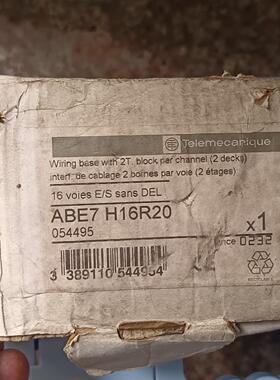 Telemecanique
Wiring base with 2T. block per channel (2 decks)
interf. de cablage 2 bornes par voie (2 étages)
16 voies E/S sans DEL
ABE7 H16R20
054495
x1
0232
3 389110 544954
RECYCLABLE